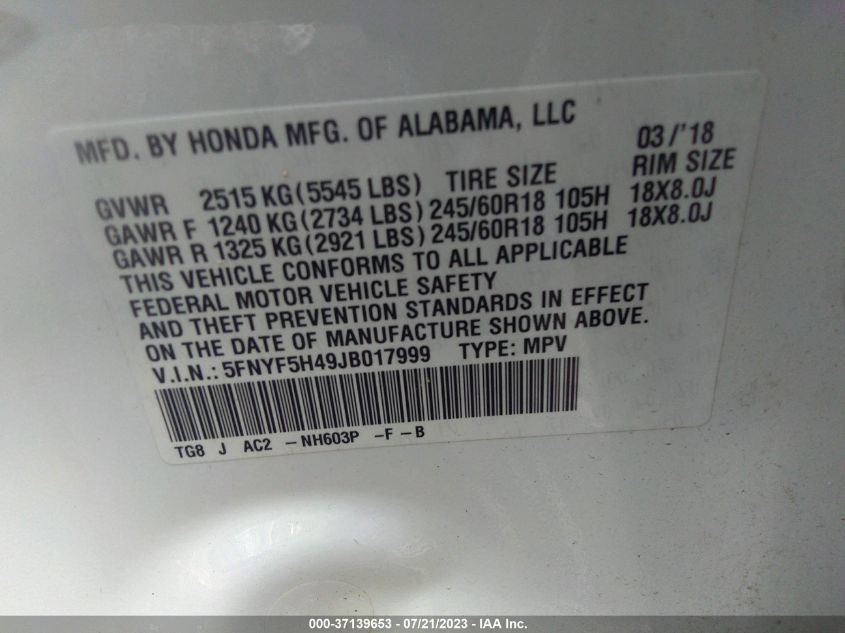 MFD. BY HONDA MFG. OF ALABAMA, LLC 03/'18
GVWR 2515 KG(5545 LBS) TIRE SIZE RIM SIZE
GAWR F 1240 KG(2734 LBS) 245/60R18 105H 18X8.0J
GAWR R 1325 KG(2921 LBS) 245/60R18 105H 18X8.0J
THIS VEHICLE CONFORMS TO ALL APPLICABLE
FEDERAL MOTOR VEHICLE SAFETY
AND THEFT PREVENTION STANDARDS IN EFFECT
ON THE DATE OF MANUFACTURE SHOWN ABOVE.
V.I.N.: 5FNYF5H49JB017999 TYPE: MPV
TG8 J AC2 -NH603P -F-B
000-37139653 - 07/21/2023 - IAA Inc.